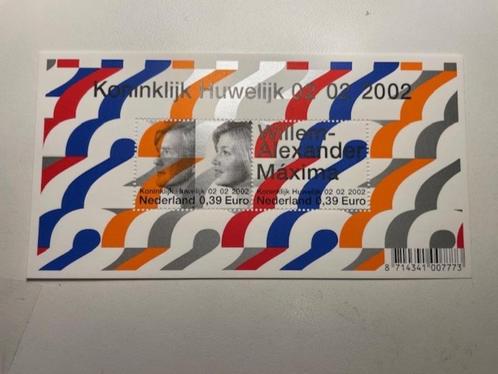 Koninklijk Huwelijk 02 02 2002
Willem-
Alexander
Máxima
Koninklijk Huwelijk 02 02 2002
Nederland 0,39 Euro
Koninklijk Huwelijk 02 02 2002
Nederland 0,39 Euro
8 714341 007773